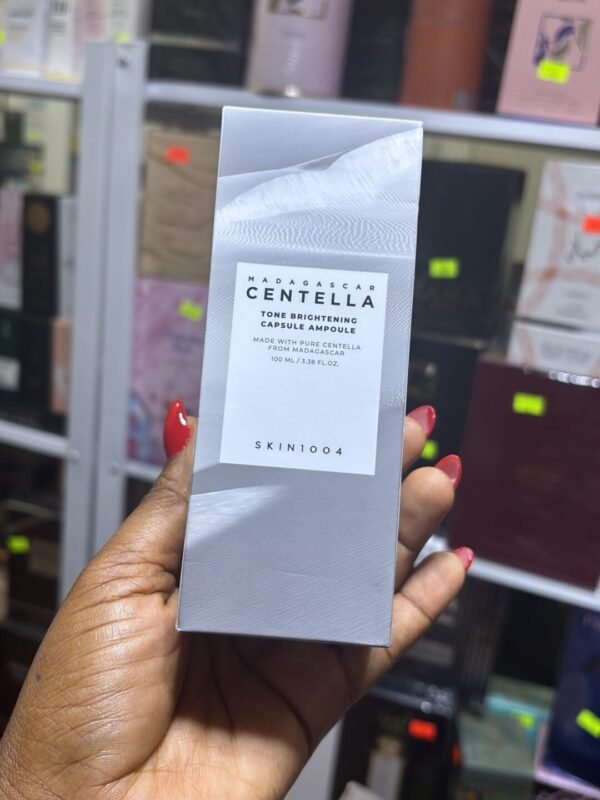 MADAGASCAR
CENTELLA
TONE BRIGHTENING
CAPSULE AMPOULE
MADE WITH PURE CENTELLA
FROM MADAGASCAR
100 ML / 3.38 FL.OZ.
SKIN1004